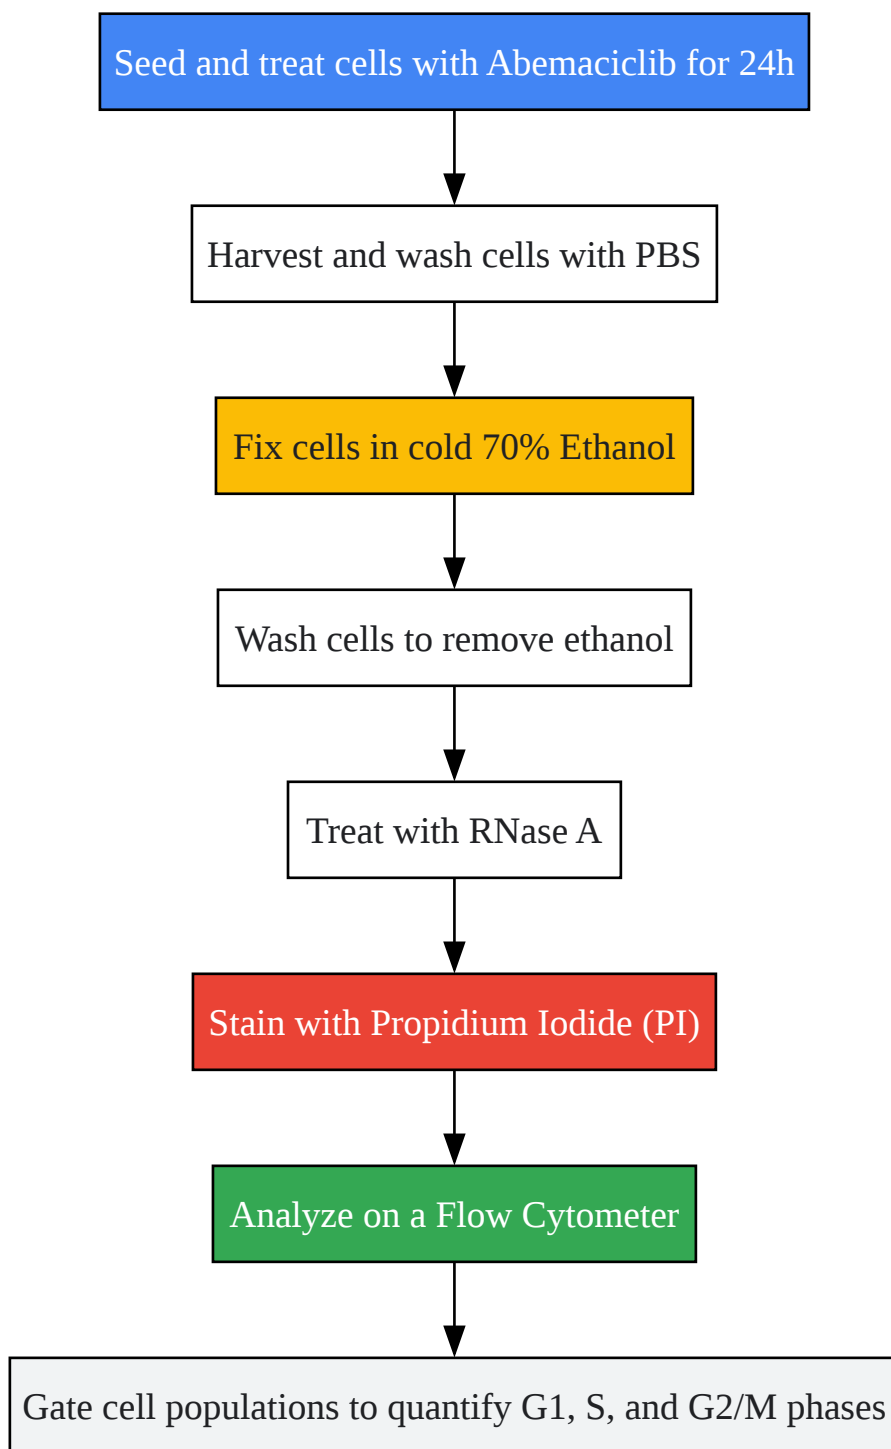 Seed and treat cells with Abemaciclib for 24h
Harvest and wash cells with PBS
Fix cells in cold 70% Ethanol
Wash cells to remove ethanol
Treat with RNase A
Stain with Propidium Iodide (PI)
Analyze on a Flow Cytometer
Gate cell populations to quantify G1, S, and G2/M phases